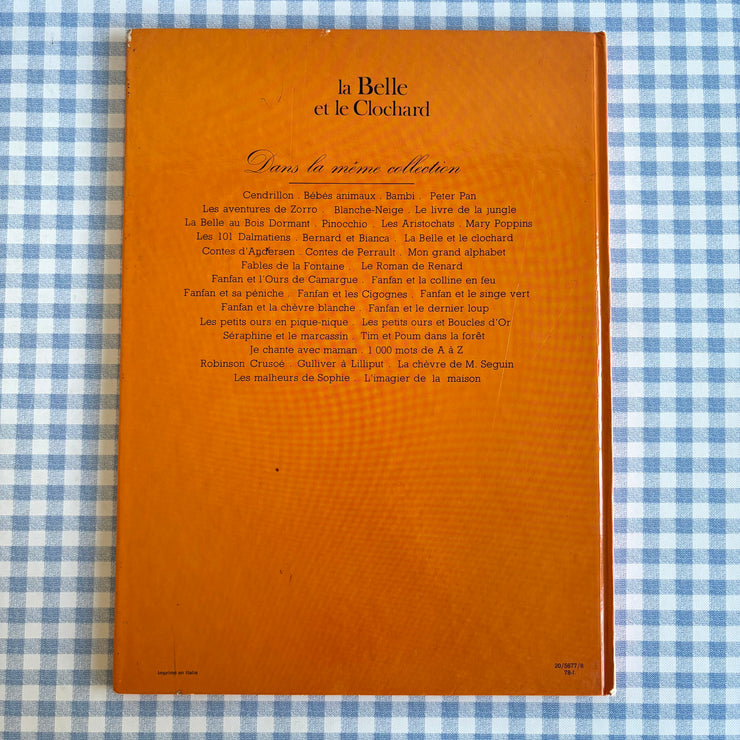 la Belle
et le Clochard
Dans la même collection
Cendrillon . Bébés animaux . Bambi . Peter Pan
Les aventures de Zorro . Blanche-Neige . Le livre de la jungle
La Belle au Bois Dormant . Pinocchio . Les Aristochats . Mary Poppins
Les 101 Dalmatiens . Bernard et Bianca . La Belle et le clochard
Contes d'Andersen . Contes de Perrault . Mon grand alphabet
Fables de la Fontaine . Le Roman de Renard
Fanfan et l'Ours de Camargue . Fanfan et la colline en feu
Fanfan et sa péniche . Fanfan et les Cigognes . Fanfan et le singe vert
Fanfan et la chèvre blanche . Fanfan et le dernier loup
Les petits ours en pique-nique . Les petits ours et Boucles d'Or
Séraphine et le marcassin . Tim et Poum dans la forêt
Je chante avec maman . 1 000 mots de A à Z
Robinson Crusoé . Gulliver à Lilliput . La chèvre de M. Seguin
Les malheurs de Sophie . L'imagier de la maison
Imprimé en Italie
20/5677/8
78-I